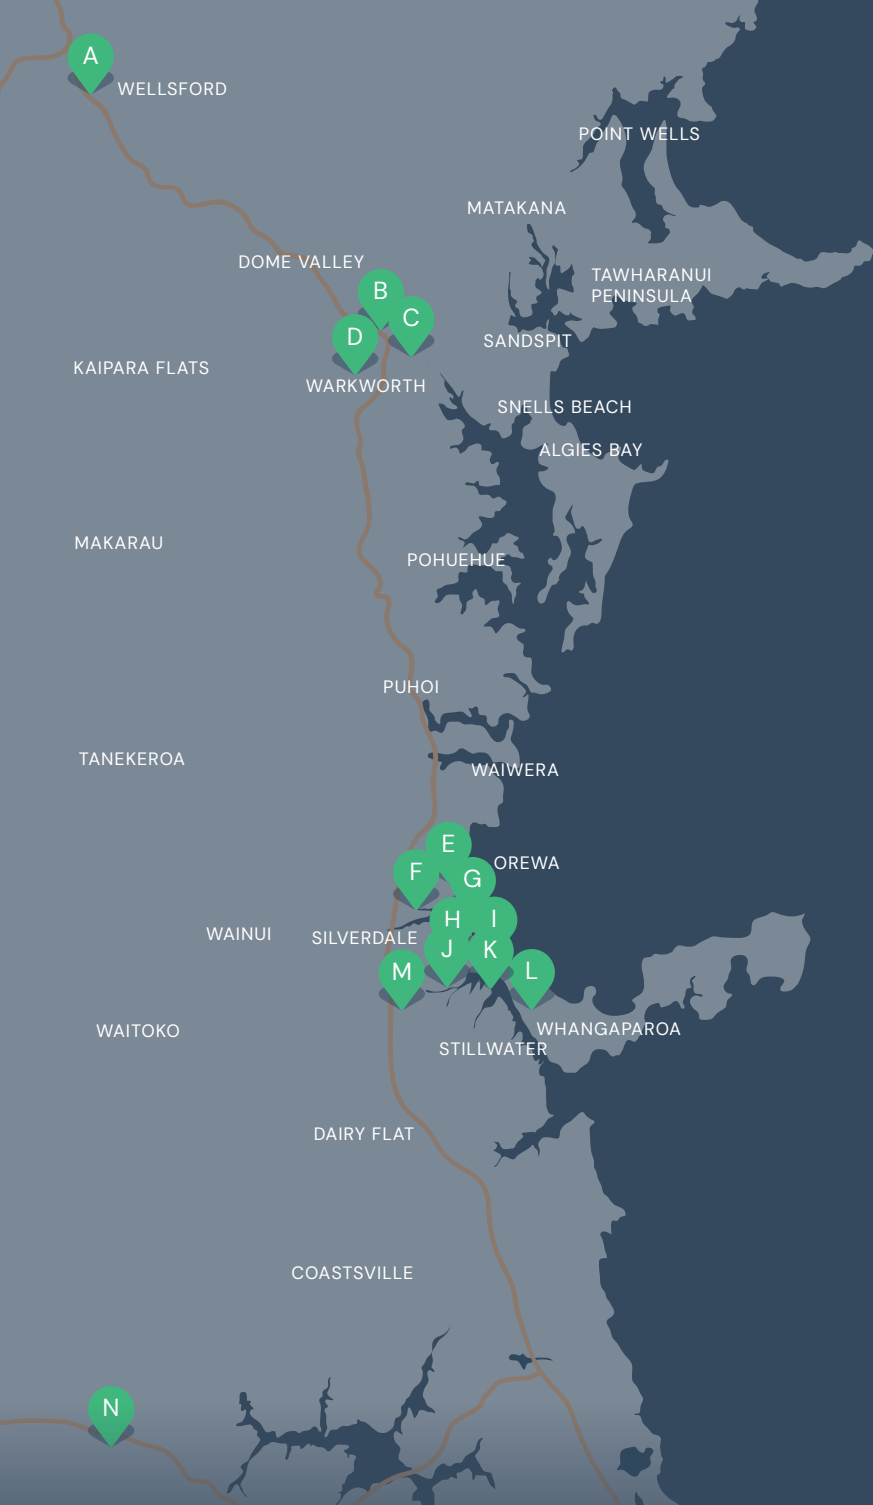 A
WELLSFORD
POINT WELLS
MATAKANA
DOME VALLEY
TAWHARANUI
PENINSULA
B
C
D
SANDSPIT
KAIPARA FLATS
WARKWORTH
SNELLS BEACH
ALGIES BAY
MAKARAU
POHUEHUE
PUHOI
TANEKEROA
WAIWERA
E
OREWA
F
G
H
I
WAINUI
SILVERDALE
J
K
M
L
WAITOKO
WHANGAPAROA
STILLWATER
DAIRY FLAT
COASTSVILLE
N